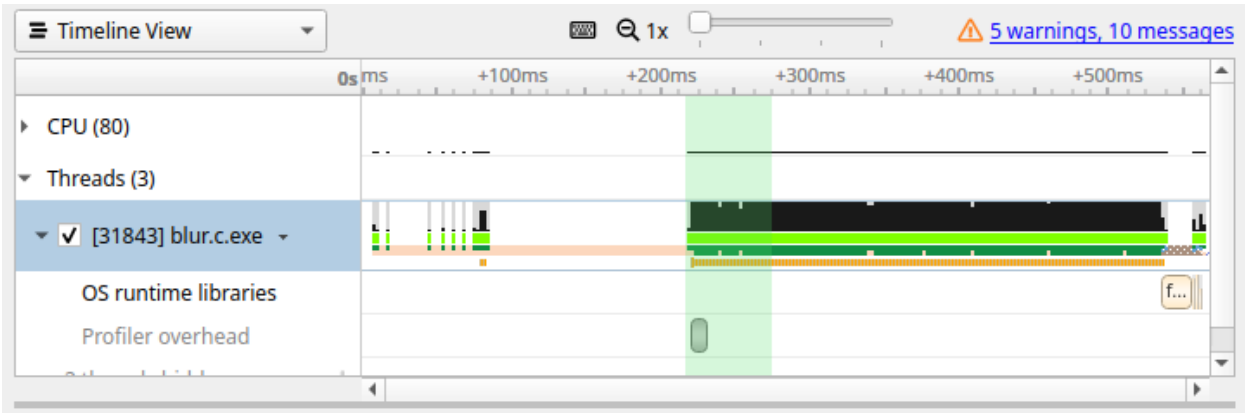 Timeline View 1x 5 warnings, 10 messages
0s ms +100ms +200ms +300ms +400ms +500ms
CPU (80)
Threads (3)
[31843] blur.c.exe
OS runtime libraries f...
Profiler overhead